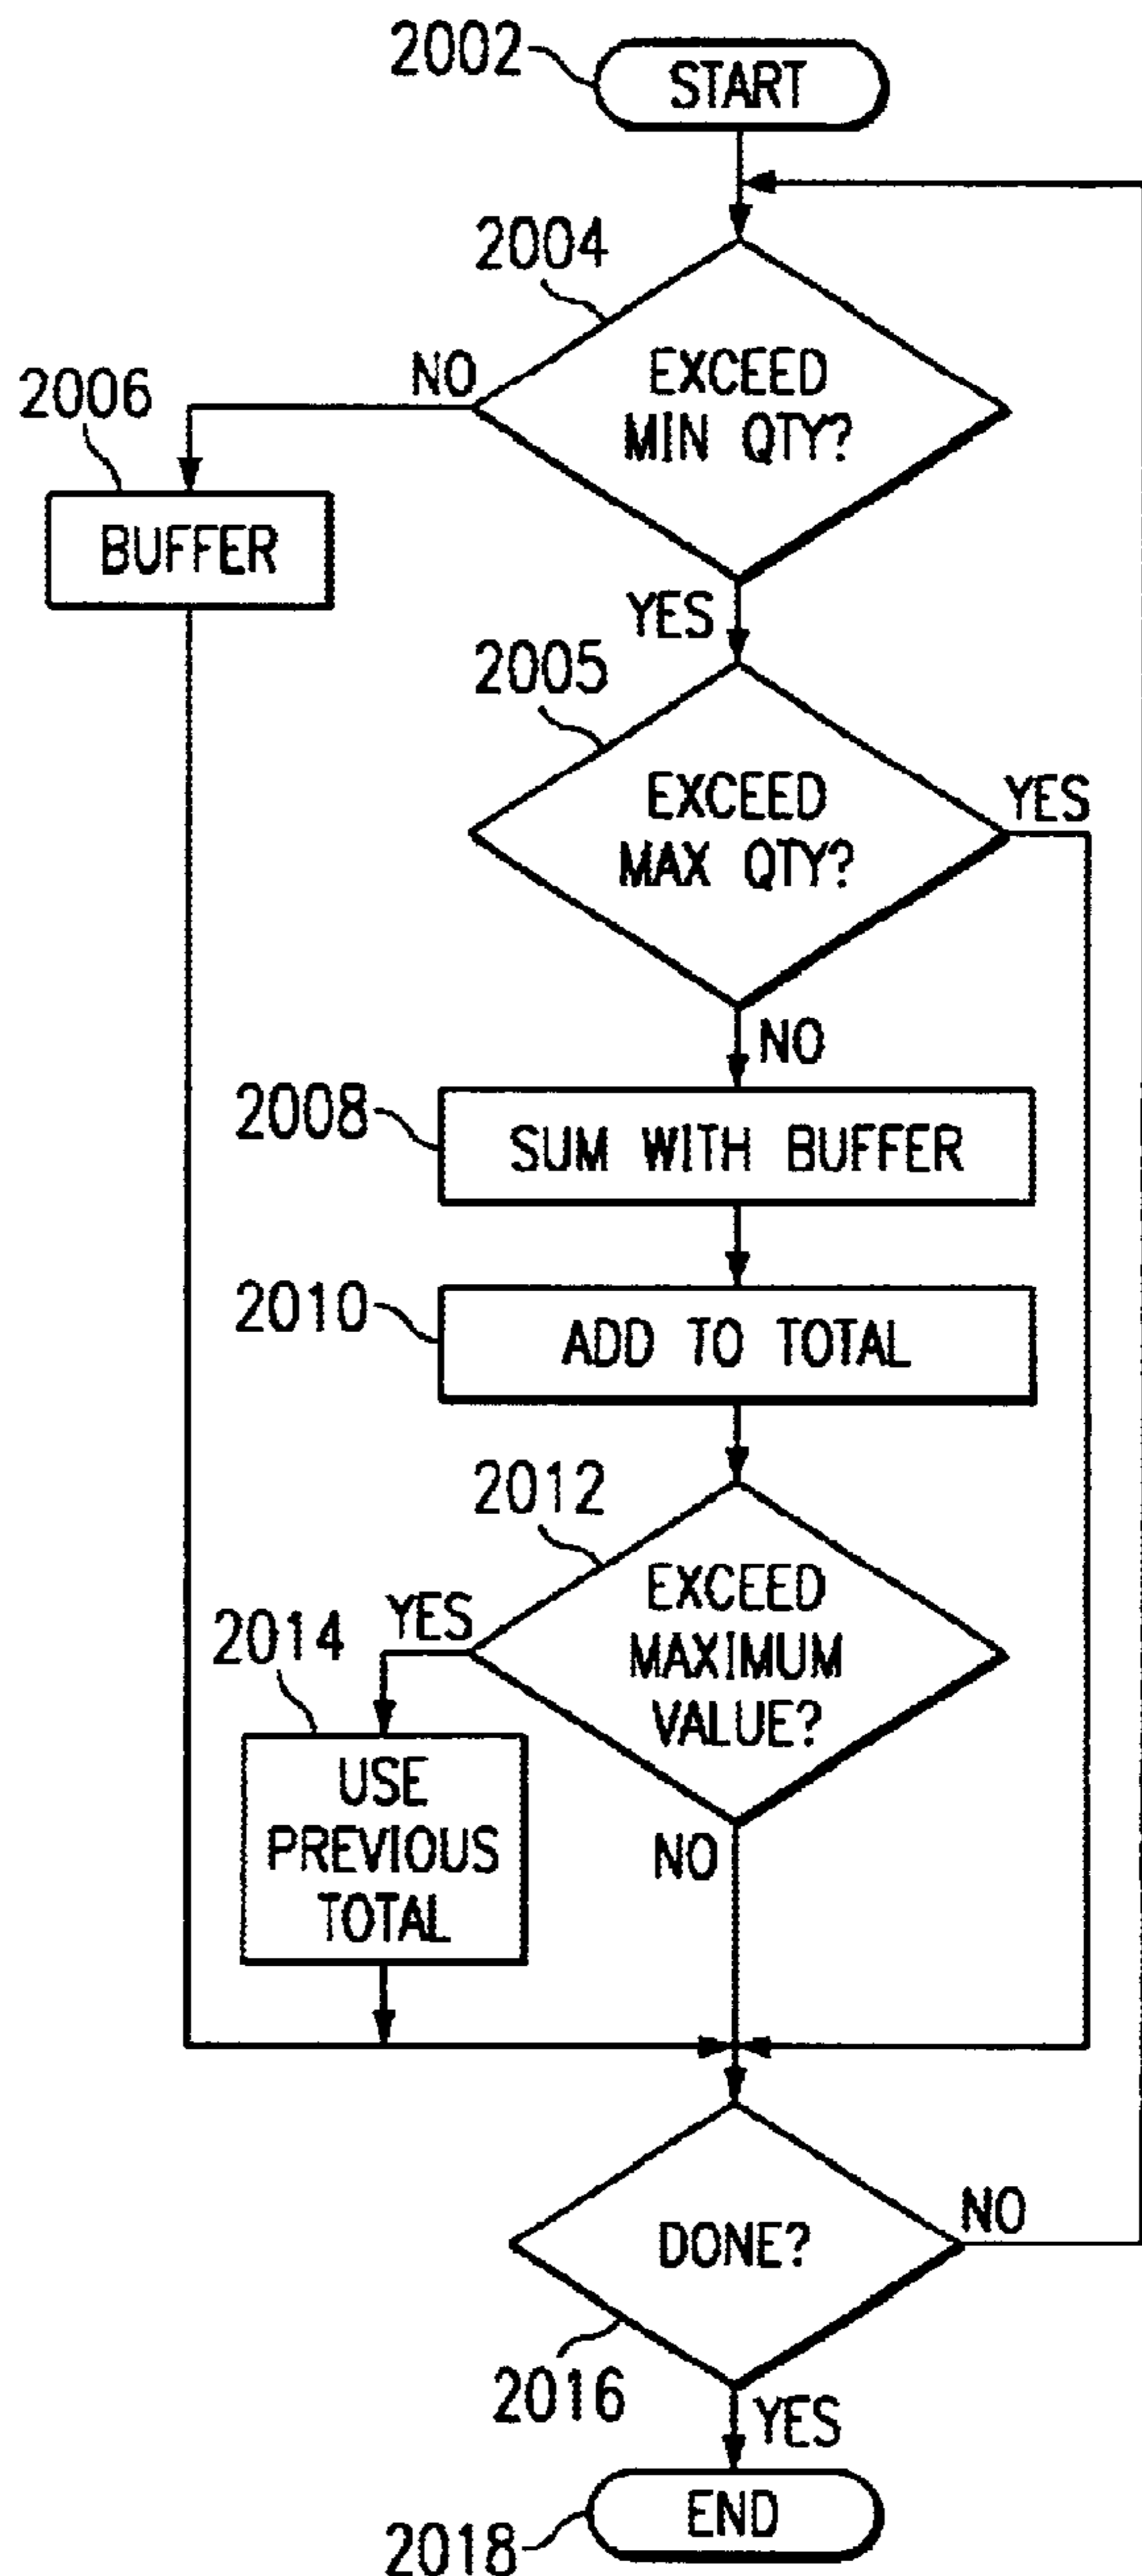 2002
START
2004
NO
EXCEED
MIN QTY?
2006
BUFFER
YES
2005
EXCEED
MAX QTY?
YES
NO
2008
SUM WITH BUFFER
2010
ADD TO TOTAL
2012
YES
EXCEED
MAXIMUM
VALUE?
2014
USE
PREVIOUS
TOTAL
NO
DONE?
NO
2016
YES
END
2018